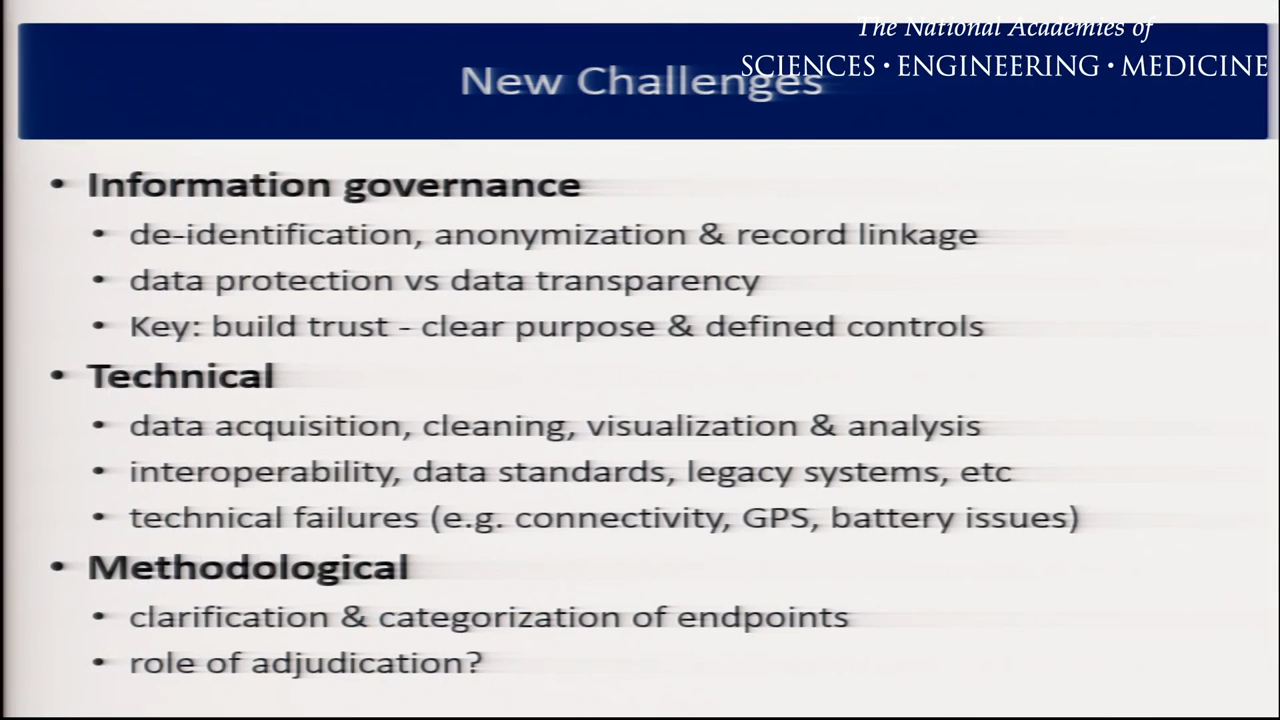 The National Academies of
SCIENCES · ENGINEERING · MEDICINE
New Challenges
• Information governance
• de-identification, anonymization & record linkage
• data protection vs data transparency
• Key: build trust - clear purpose & defined controls
• Technical
• data acquisition, cleaning, visualization & analysis
• interoperability, data standards, legacy systems, etc
• technical failures (e.g. connectivity, GPS, battery issues)
• Methodological
• clarification & categorization of endpoints
• role of adjudication?